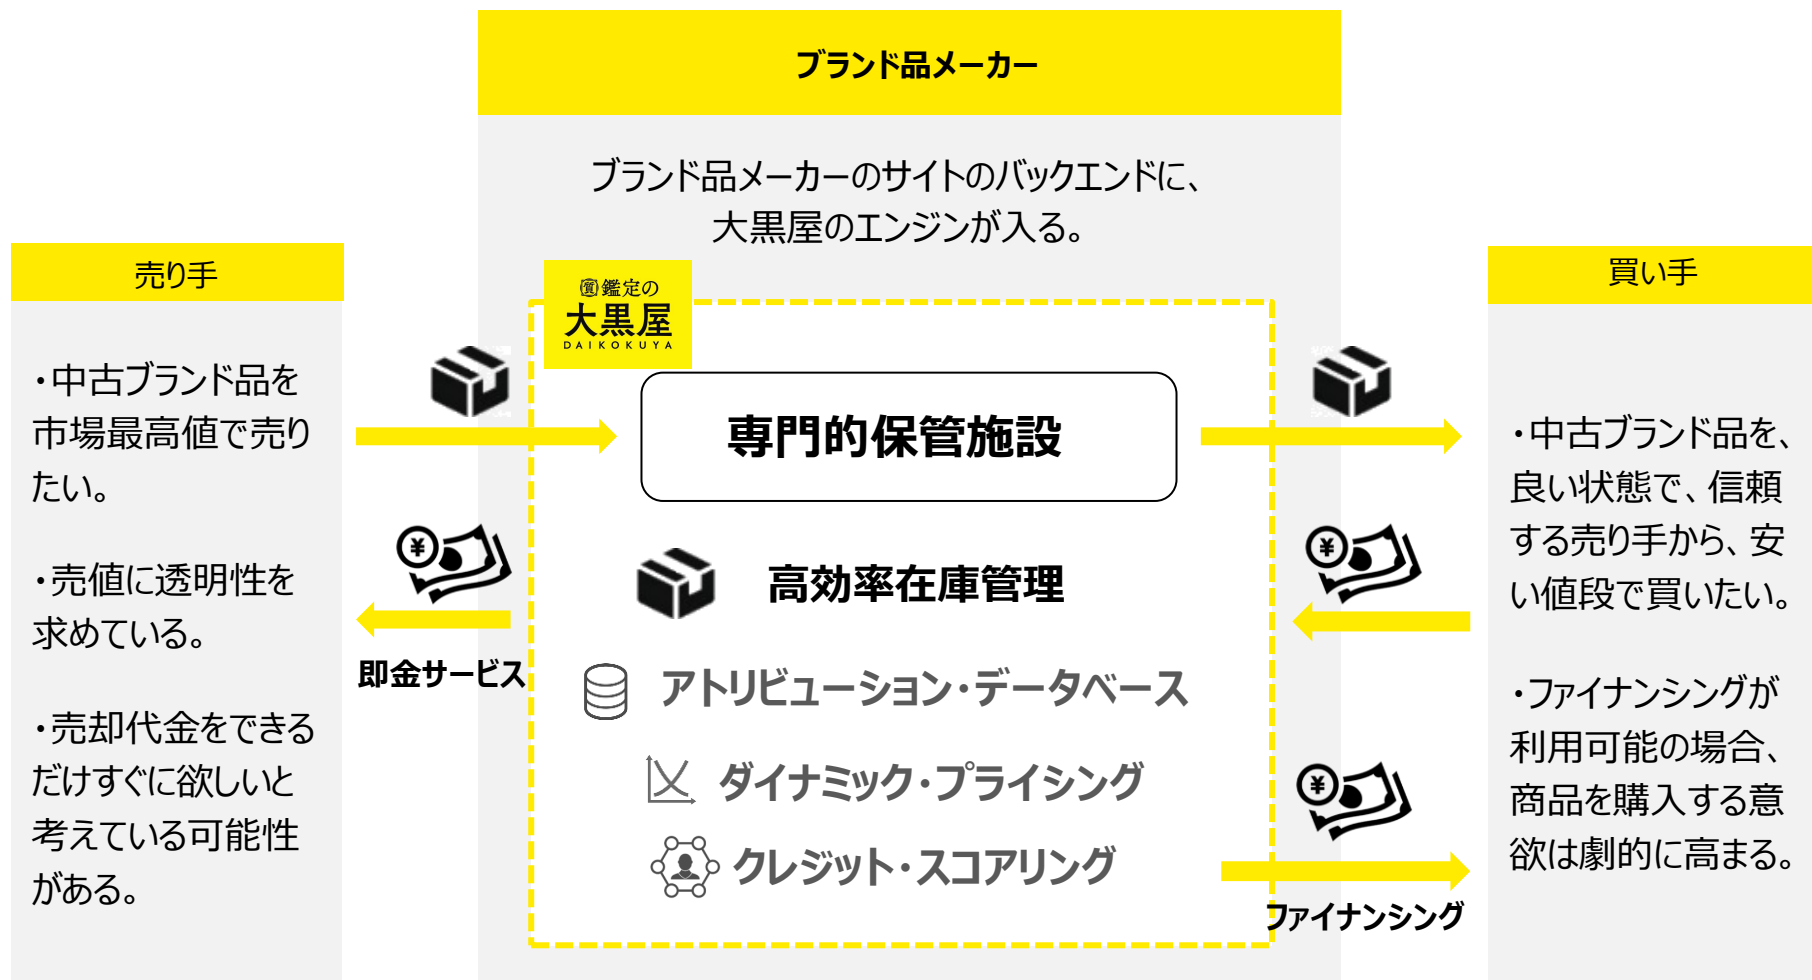 ブランド品メーカー
ブランド品メーカーのサイトのバックエンドに、
大黒屋のエンジンが入る。
売り手
・中古ブランド品を
市場最高値で売り
たい。
・売値に透明性を
求めている。
・売却代金をできる
だけすぐに欲しいと
考えている可能性
がある。
即金サービス
質 鑑定の
大黒屋
DAIKOKUYA
専門的保管施設
高効率在庫管理
アトリビューション・データベース
ダイナミック・プライシング
クレジット・スコアリング
ファイナンシング
買い手
・中古ブランド品を、
良い状態で、信頼
する売り手から、安
い値段で買いたい。
・ファイナンシングが
利用可能の場合、
商品を購入する意
欲は劇的に高まる。
¥
¥
¥